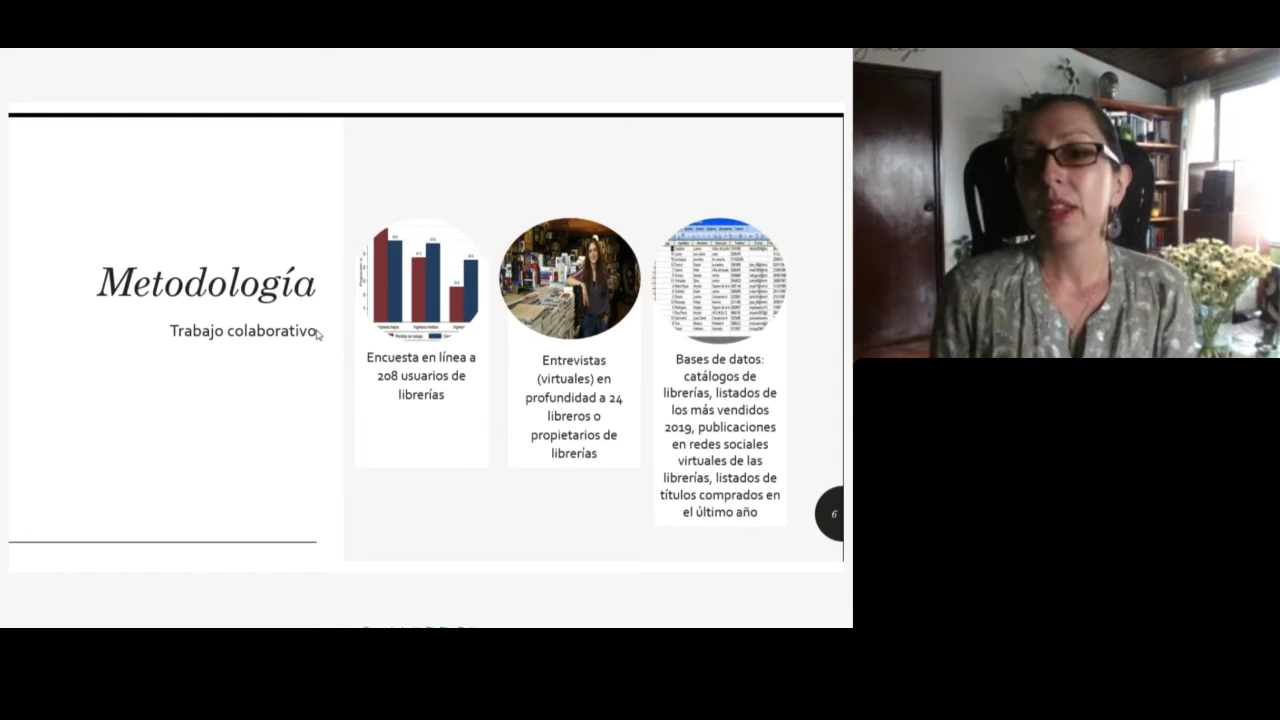 Metodología
Trabajo colaborativo
Encuesta en línea a
208 usuarios de
librerías
Entrevistas
(virtuales) en
profundidad a 24
libreros o
propietarios de
librerías
Bases de datos:
catálogos de
librerías, listados de
los más vendidos
2019, publicaciones
en redes sociales
virtuales de las
librerías, listados de
títulos comprados en
el último año
6